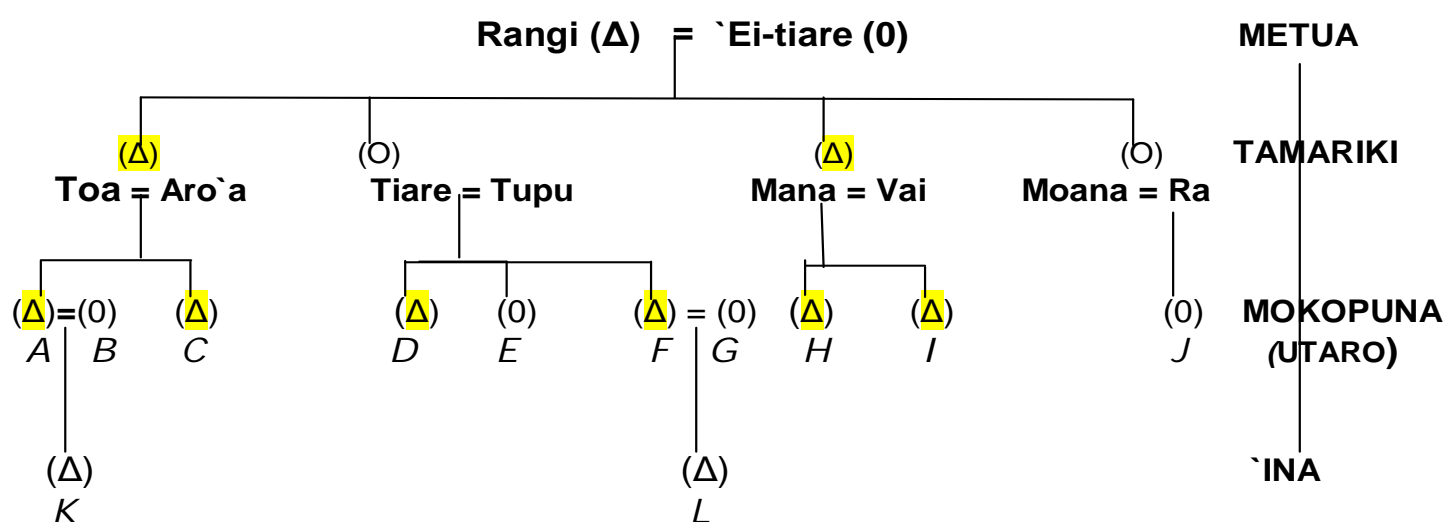 Rangi (Δ) = `Ei-tiare (0) METUA
(Δ) (O) (Δ) (O) TAMARIKI
Toa = Aro`a Tiare = Tupu Mana = Vai Moana = Ra
(Δ)=(0) (Δ) (Δ) (0) (Δ) = (0) (Δ) (Δ) (0) MOKOPUNA
A B C D E F G H I J (UTARO)
(Δ) (Δ) `INA
K L